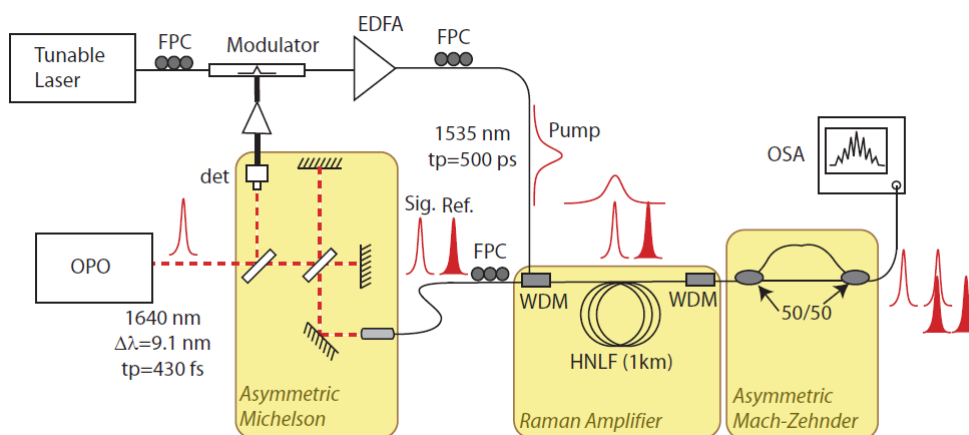 Tunable
Laser
FPC
Modulator
EDFA
FPC
1535 nm
tp=500 ps
Pump
OSA
det
Sig. Ref.
FPC
OPO
1640 nm
Δλ=9.1 nm
tp=430 fs
WDM
WDM
HNLF (1km)
50/50
Asymmetric
Michelson
Raman Amplifier
Asymmetric
Mach-Zehnder